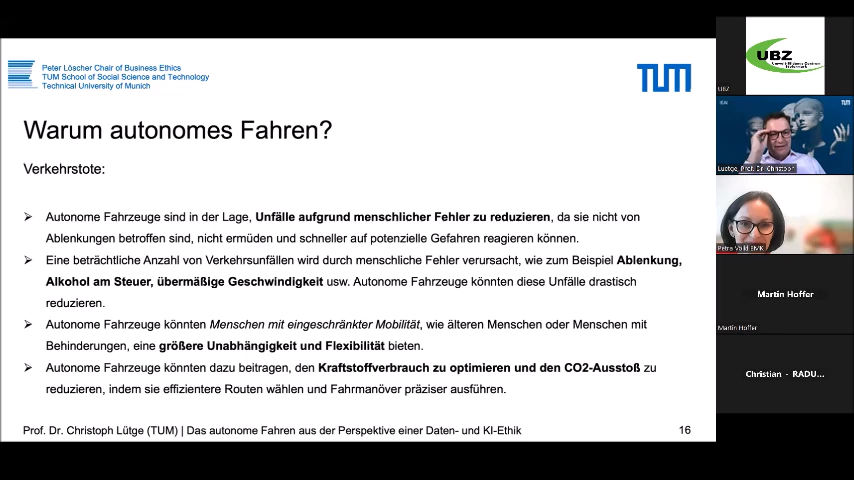 Peter Löscher Chair of Business Ethics
TUM School of Social Science and Technology
Technical University of Munich
TUM
Warum autonomes Fahren?
Verkehrstote:
Autonome Fahrzeuge sind in der Lage, Unfälle aufgrund menschlicher Fehler zu reduzieren, da sie nicht von
Ablenkungen betroffen sind, nicht ermüden und schneller auf potenzielle Gefahren reagieren können.
Eine beträchtliche Anzahl von Verkehrsunfällen wird durch menschliche Fehler verursacht, wie zum Beispiel Ablenkung,
Alkohol am Steuer, übermäßige Geschwindigkeit usw. Autonome Fahrzeuge könnten diese Unfälle drastisch
reduzieren.
Autonome Fahrzeuge könnten Menschen mit eingeschränkter Mobilität, wie älteren Menschen oder Menschen mit
Behinderungen, eine größere Unabhängigkeit und Flexibilität bieten.
Autonome Fahrzeuge könnten dazu beitragen, den Kraftstoffverbrauch zu optimieren und den CO2-Ausstoß zu
reduzieren, indem sie effizientere Routen wählen und Fahrmanöver präziser ausführen.
Prof. Dr. Christoph Lütge (TUM) | Das autonome Fahren aus der Perspektive einer Daten- und KI-Ethik
16
UBZ
UBZ
TUM
Luetge, Prof. Dr. Christoph
Petra
Martin Hoffer
Martin Hoffer
Christian - RADU...